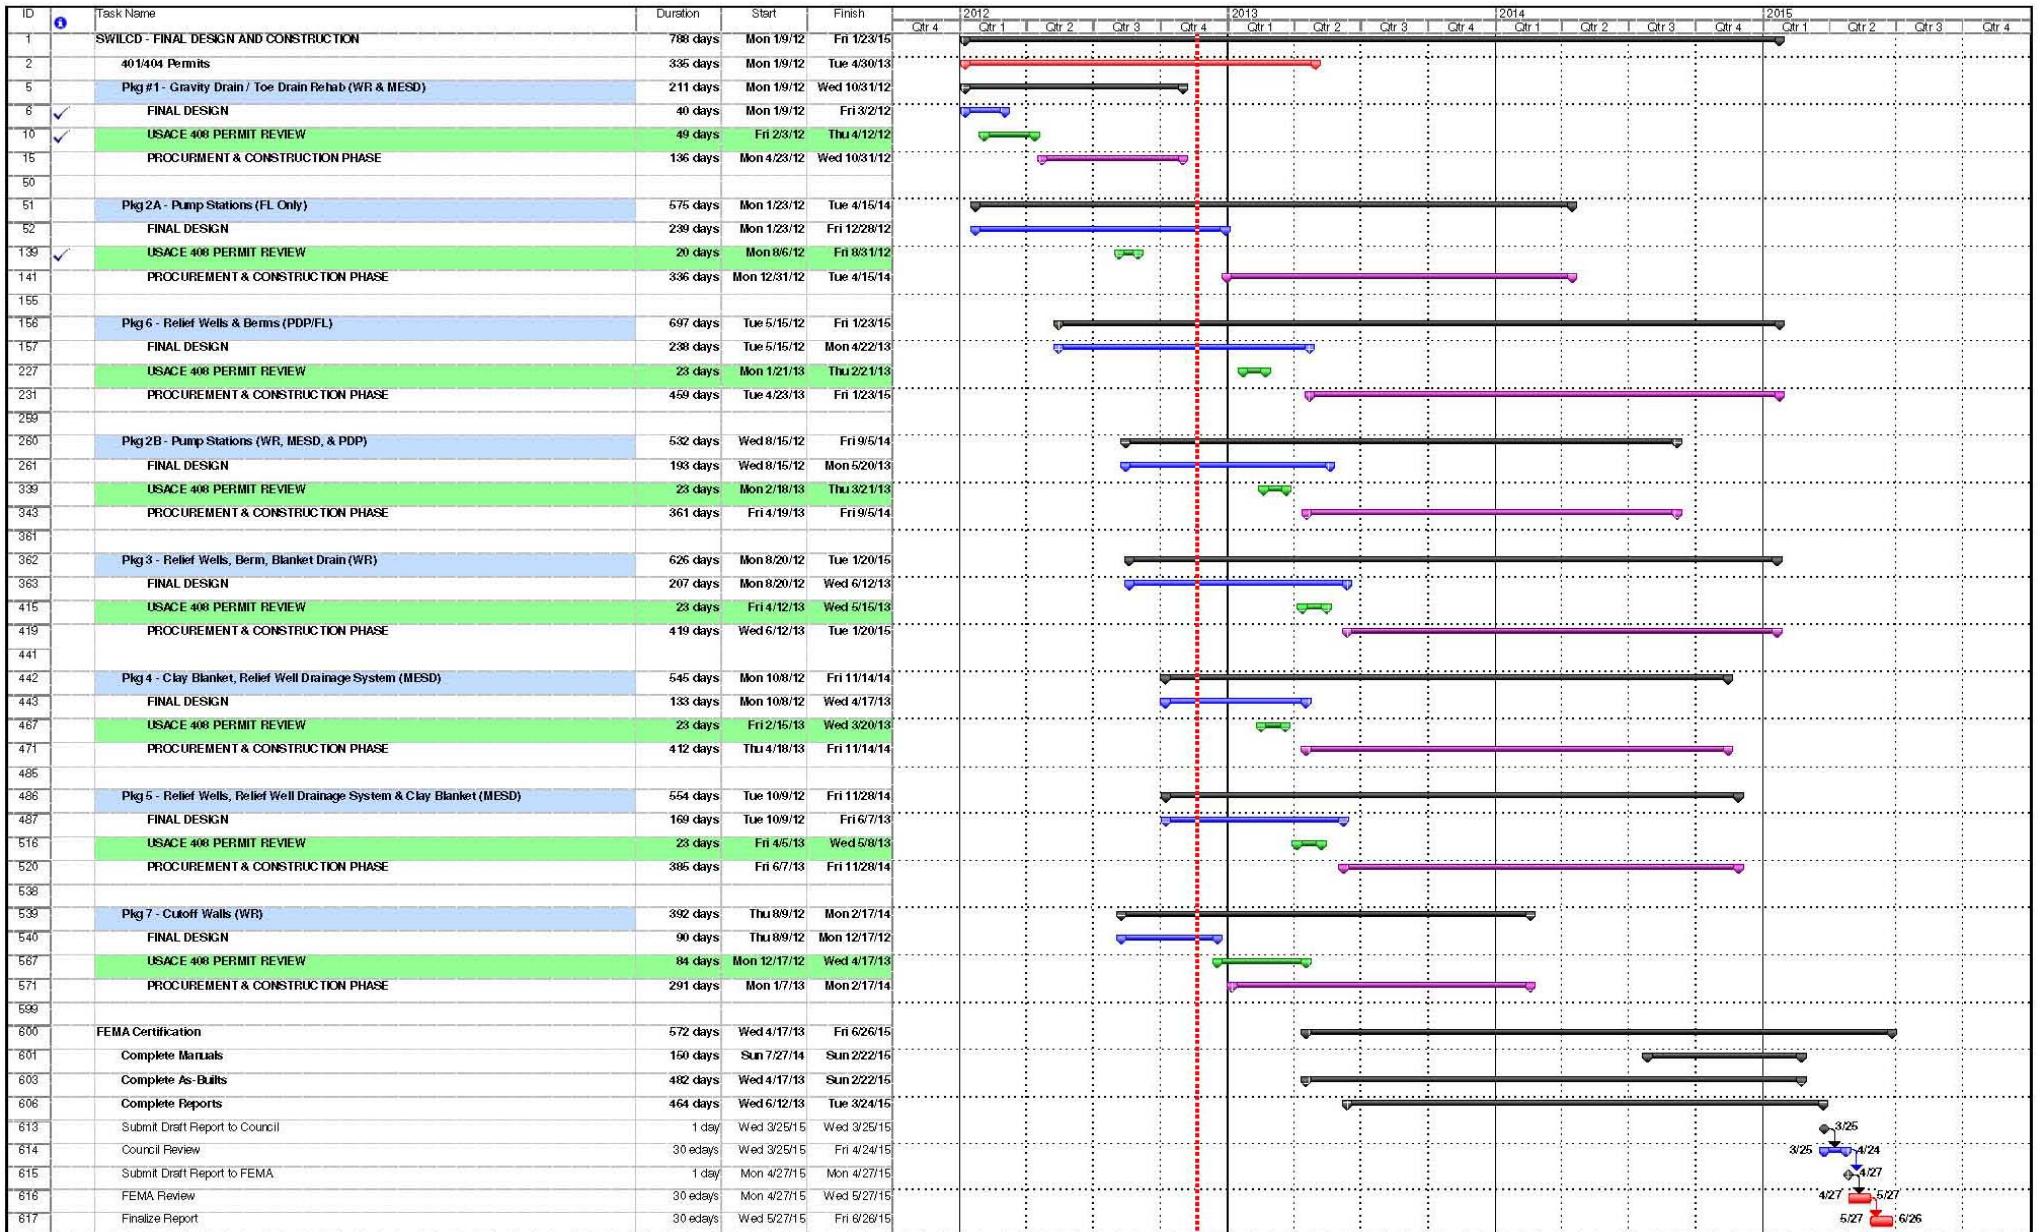 ID Task Name Duration Start Finish
2012 2013 2014 2015
Qtr 4 Qtr 1 Qtr 2 Qtr 3 Qtr 4 Qtr 1 Qtr 2 Qtr 3 Qtr 4 Qtr 1 Qtr 2 Qtr 3 Qtr 4 Qtr 1 Qtr 2 Qtr 3 Qtr 4
1 SWILCD - FINAL DESIGN AND CONSTRUCTION 788 days Mon 1/9/12 Fri 1/23/15
2 401/404 Permits 335 days Mon 1/9/12 Tue 4/30/13
5 Pkg #1 - Gravity Drain / Toe Drain Rehab (WR & MESD) 211 days Mon 1/9/12 Wed 10/31/12
6 FINAL DESIGN 40 days Mon 1/9/12 Fri 3/2/12
10 USACE 408 PERMIT REVIEW 49 days Fri 2/3/12 Thu 4/12/12
15 PROCURMENT & CONSTRUCTION PHASE 136 days Mon 4/23/12 Wed 10/31/12
50
51 Pkg 2A - Pump Stations (FL Only) 575 days Mon 1/23/12 Tue 4/15/14
52 FINAL DESIGN 239 days Mon 1/23/12 Fri 12/28/12
139 USACE 408 PERMIT REVIEW 20 days Mon 8/6/12 Fri 8/31/12
141 PROCUREMENT & CONSTRUCTION PHASE 336 days Mon 12/31/12 Tue 4/15/14
155
156 Pkg 6 - Relief Wells & Berms (PDP/FL) 697 days Tue 5/15/12 Fri 1/23/15
157 FINAL DESIGN 238 days Tue 5/15/12 Mon 4/22/13
227 USACE 408 PERMIT REVIEW 23 days Mon 1/21/13 Thu 2/21/13
231 PROCUREMENT & CONSTRUCTION PHASE 459 days Tue 4/23/13 Fri 1/23/15
259
260 Pkg 2B - Pump Stations (WR, MESD, & PDP) 532 days Wed 8/15/12 Fri 9/5/14
261 FINAL DESIGN 193 days Wed 8/15/12 Mon 5/20/13
339 USACE 408 PERMIT REVIEW 23 days Mon 2/18/13 Thu 3/21/13
343 PROCUREMENT & CONSTRUCTION PHASE 361 days Fri 4/19/13 Fri 9/5/14
361
362 Pkg 3 - Relief Wells, Berm, Blanket Drain (WR) 626 days Mon 8/20/12 Tue 1/20/15
363 FINAL DESIGN 207 days Mon 8/20/12 Wed 6/12/13
415 USACE 408 PERMIT REVIEW 23 days Fri 4/12/13 Wed 5/15/13
419 PROCUREMENT & CONSTRUCTION PHASE 419 days Wed 6/12/13 Tue 1/20/15
441
442 Pkg 4 - Clay Blanket, Relief Well Drainage System (MESD) 545 days Mon 10/8/12 Fri 11/14/14
443 FINAL DESIGN 133 days Mon 10/8/12 Wed 4/17/13
467 USACE 408 PERMIT REVIEW 23 days Fri 2/15/13 Wed 3/20/13
471 PROCUREMENT & CONSTRUCTION PHASE 412 days Thu 4/18/13 Fri 11/14/14
485
486 Pkg 5 - Relief Wells, Relief Well Drainage System & Clay Blanket (MESD) 554 days Tue 10/9/12 Fri 11/28/14
487 FINAL DESIGN 169 days Tue 10/9/12 Fri 6/7/13
516 USACE 408 PERMIT REVIEW 23 days Fri 4/5/13 Wed 5/8/13
520 PROCUREMENT & CONSTRUCTION PHASE 385 days Fri 6/7/13 Fri 11/28/14
538
539 Pkg 7 - Cutoff Walls (WR) 392 days Thu 8/9/12 Mon 2/17/14
540 FINAL DESIGN 90 days Thu 8/9/12 Mon 12/17/12
567 USACE 408 PERMIT REVIEW 84 days Mon 12/17/12 Wed 4/17/13
571 PROCUREMENT & CONSTRUCTION PHASE 291 days Mon 1/7/13 Mon 2/17/14
599
600 FEMA Certification 572 days Wed 4/17/13 Fri 6/26/15
601 Complete Manuals 150 days Sun 7/27/14 Sun 2/22/15
603 Complete As-Builts 482 days Wed 4/17/13 Sun 2/22/15
606 Complete Reports 464 days Wed 6/12/13 Tue 3/24/15
613 Submit Draft Report to Council 1 day Wed 3/25/15 Wed 3/25/15 3/25
614 Council Review 30 edays Wed 3/25/15 Fri 4/24/15 3/25 4/24
615 Submit Draft Report to FEMA 1 day Mon 4/27/15 Mon 4/27/15 4/27
616 FEMA Review 30 edays Mon 4/27/15 Wed 5/27/15 4/27 5/27
617 Finalize Report 30 edays Wed 5/27/15 Fri 6/26/15 5/27 6/26